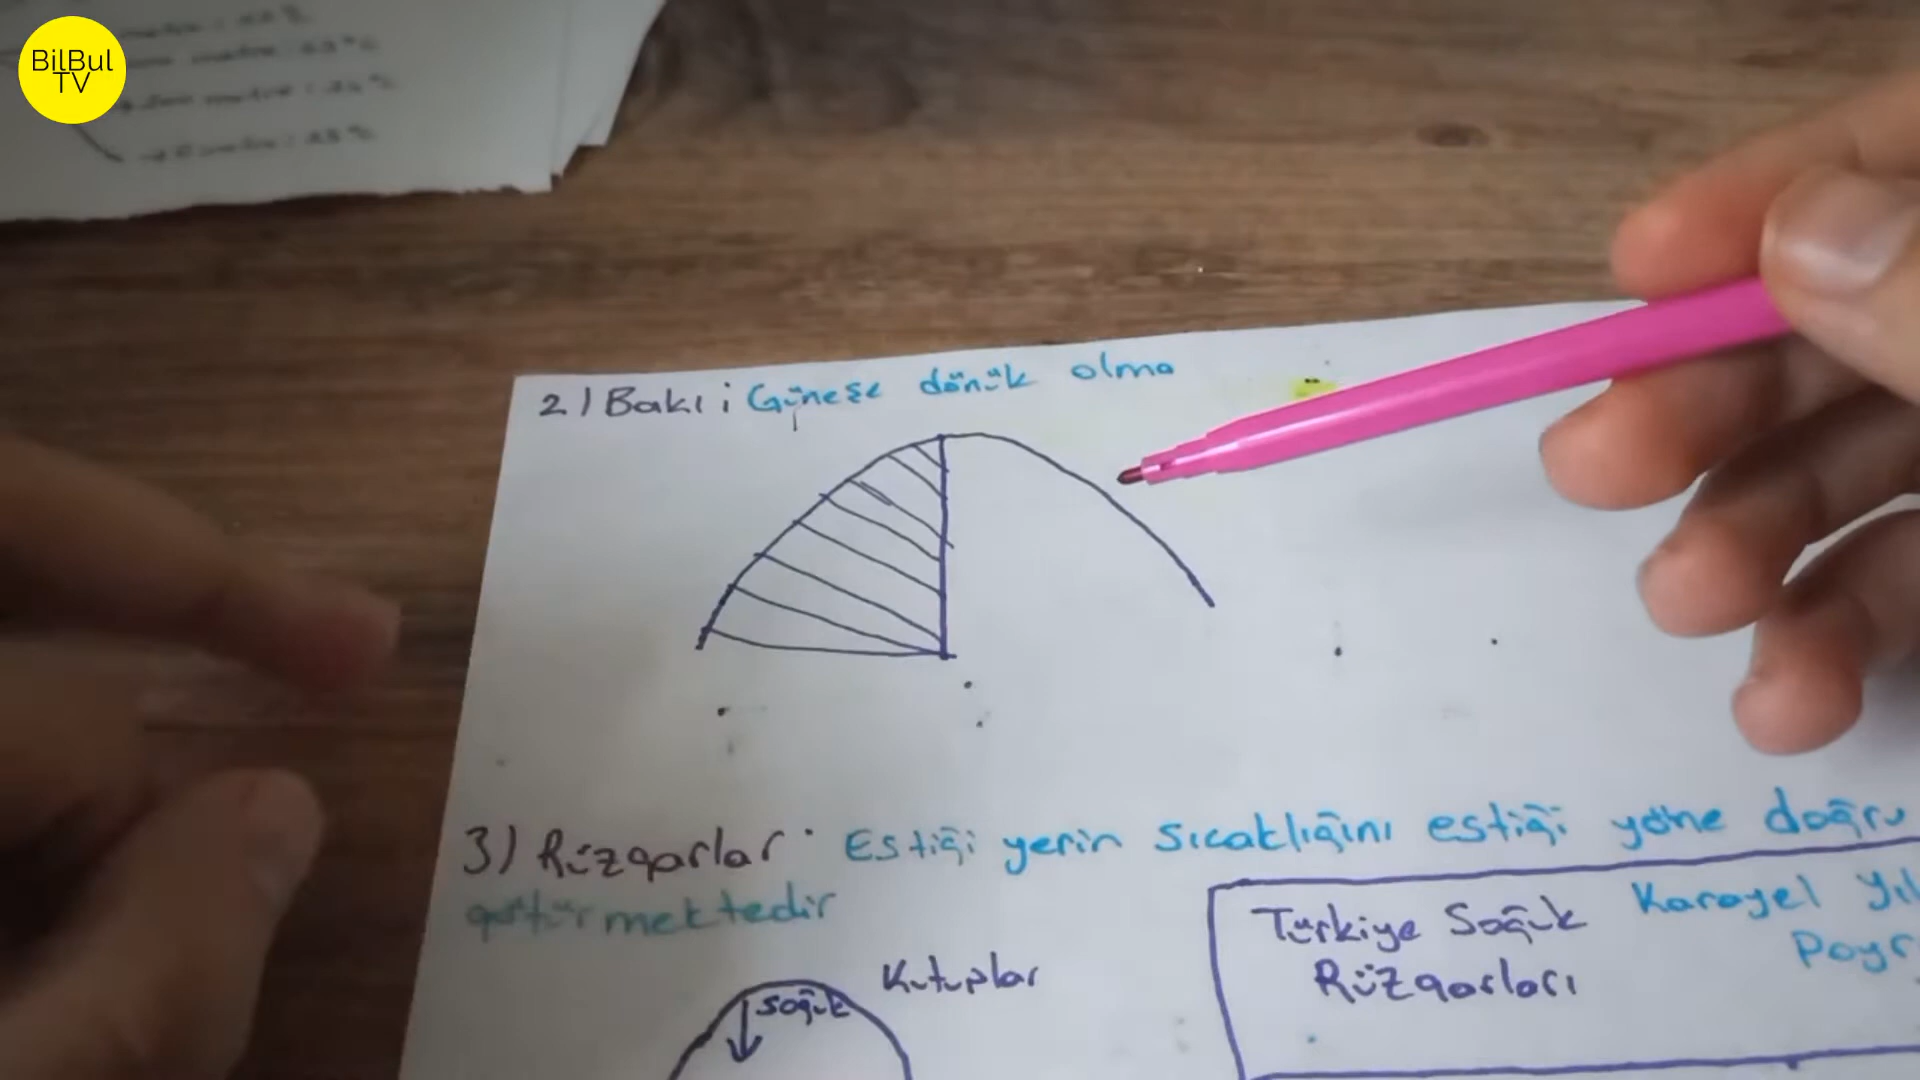 BilBul
TV
2) Bakı : Güneşe dönük olma
3) Rüzgarlar : Estiği yerin sıcaklığını estiği yöne doğru
götürmektedir
Kutuplar
soğuk
Türkiye Soğuk
Rüzgarları
Karayel